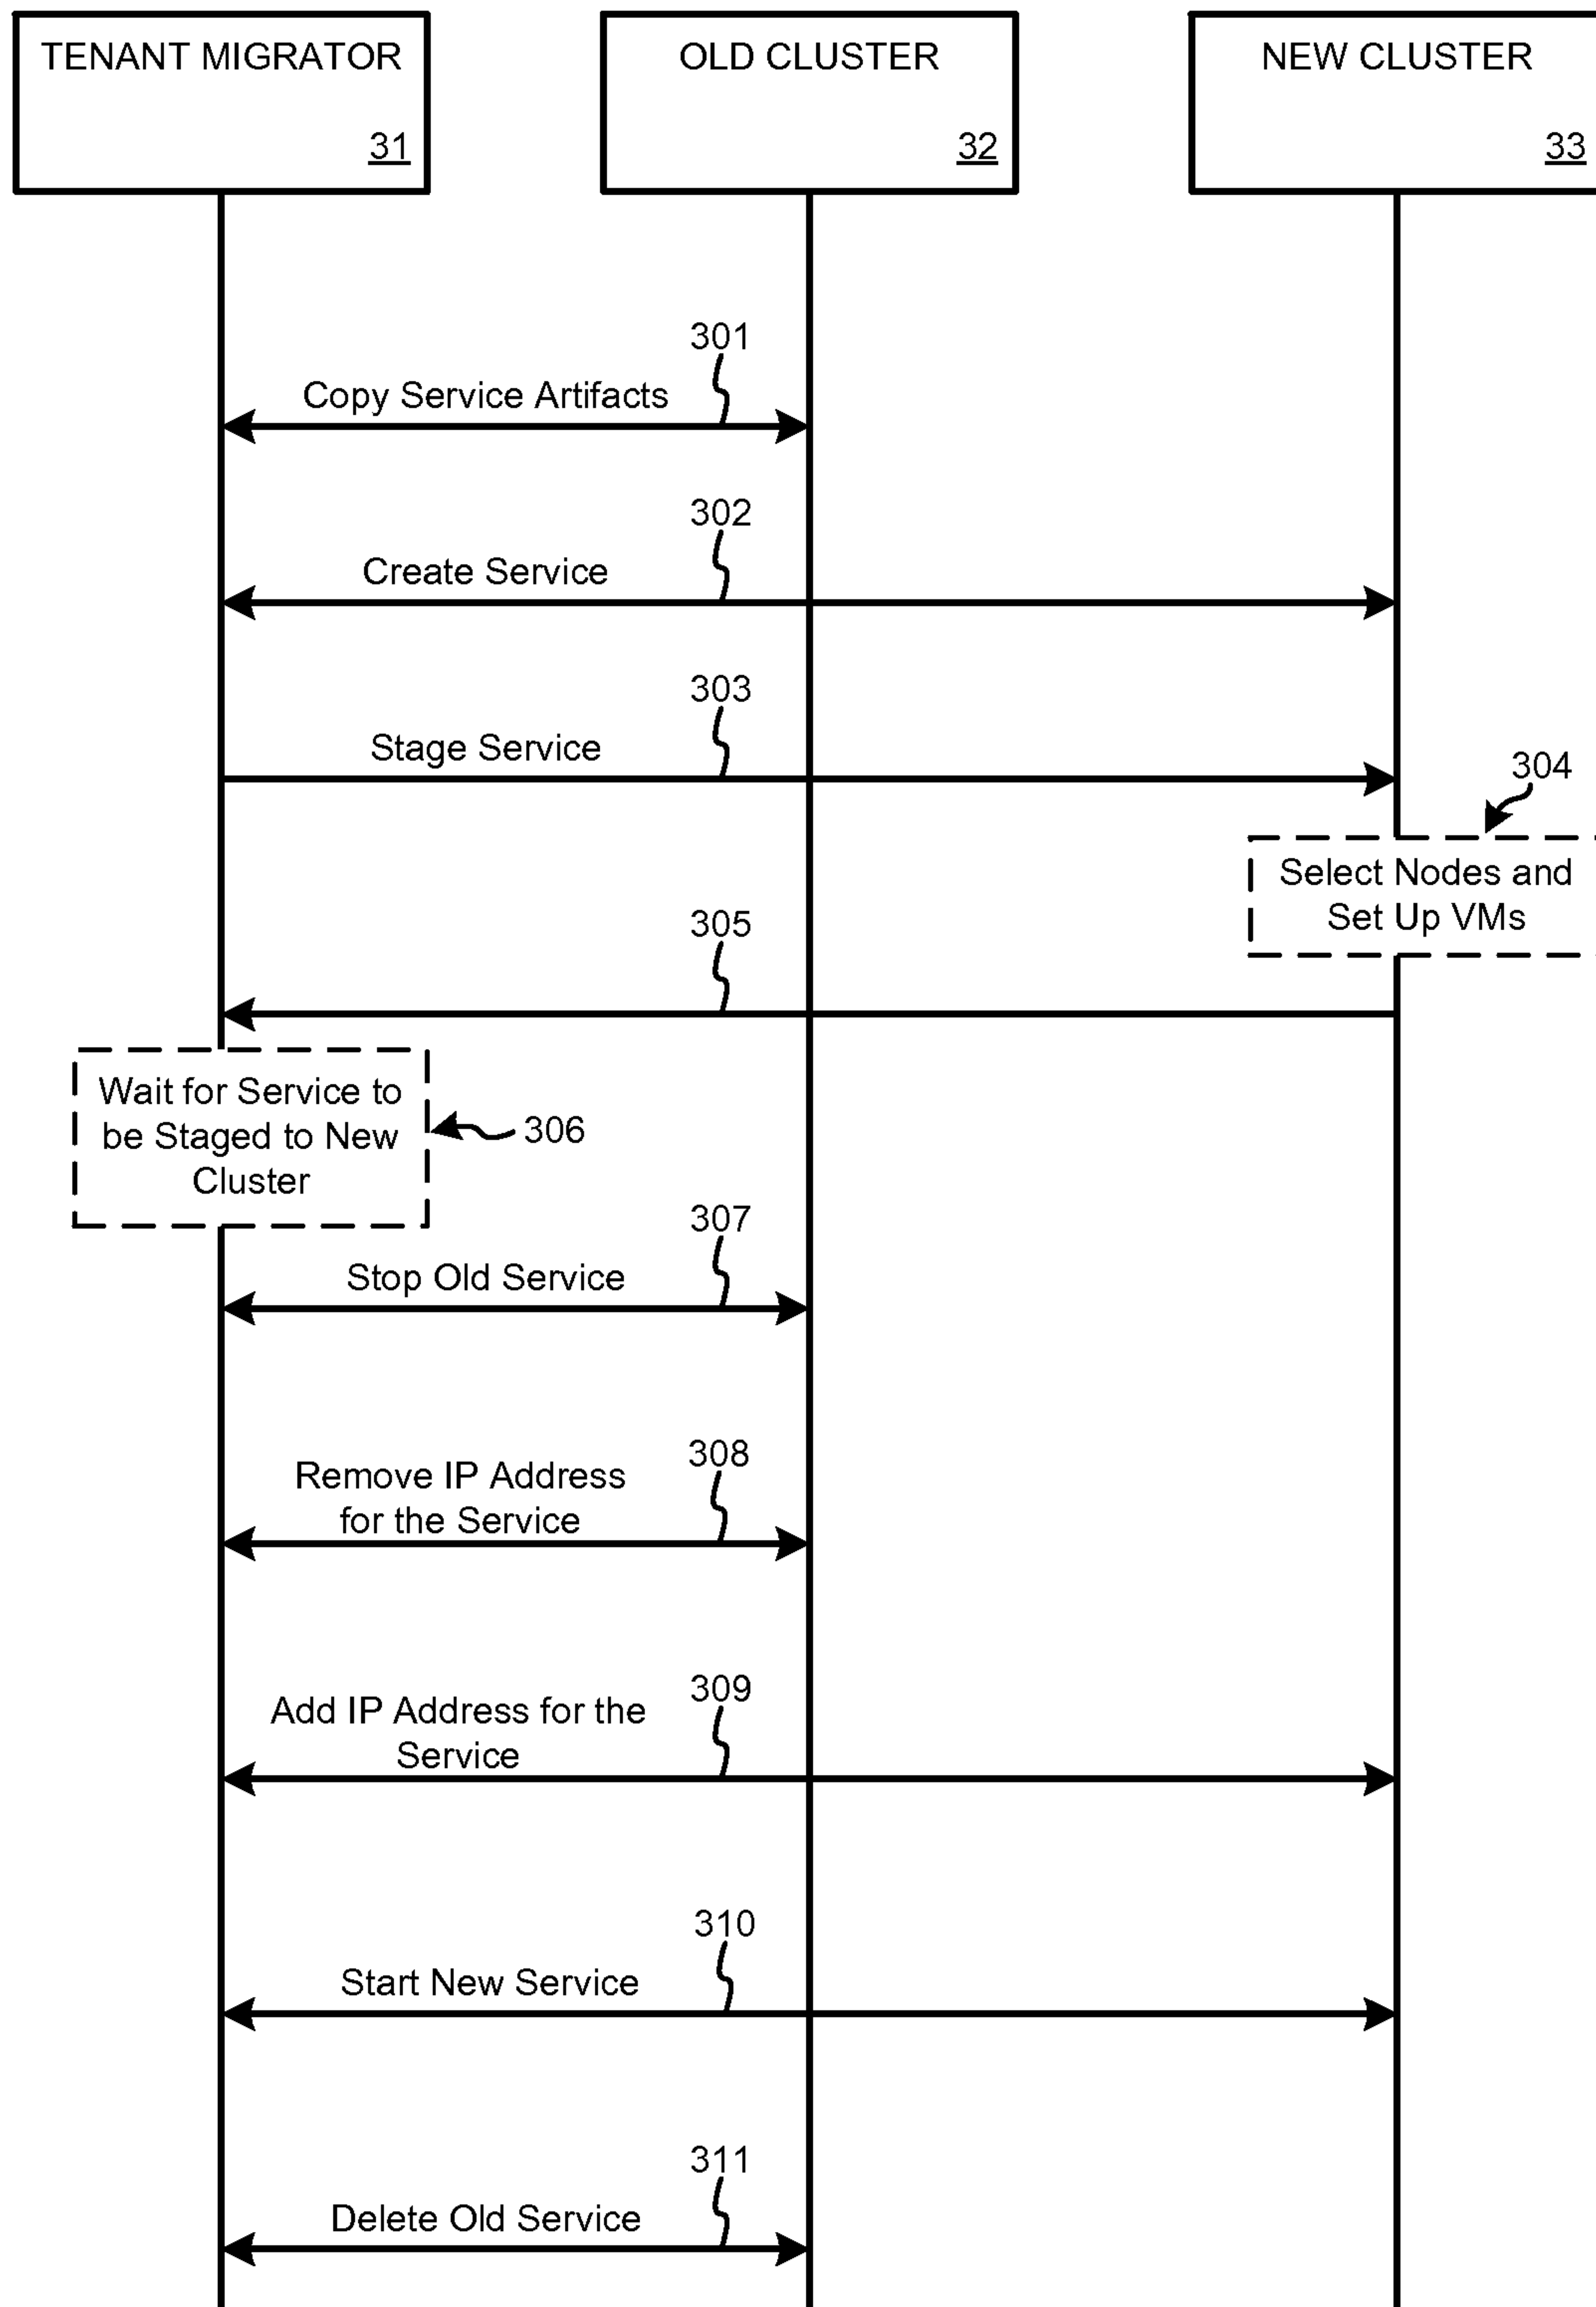 TENANT MIGRATOR
31
OLD CLUSTER
32
NEW CLUSTER
33
301
Copy Service Artifacts
302
Create Service
303
Stage Service
304
Select Nodes and
Set Up VMs
305
Wait for Service to
be Staged to New
Cluster
306
307
Stop Old Service
308
Remove IP Address
for the Service
309
Add IP Address for the
Service
310
Start New Service
311
Delete Old Service